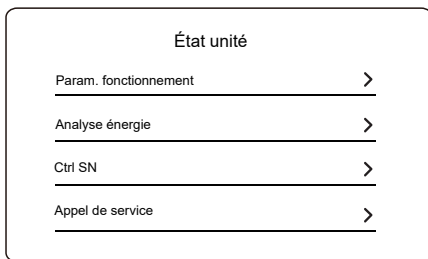 État unité
Param. fonctionnement
Analyse énergie
Ctrl SN
Appel de service